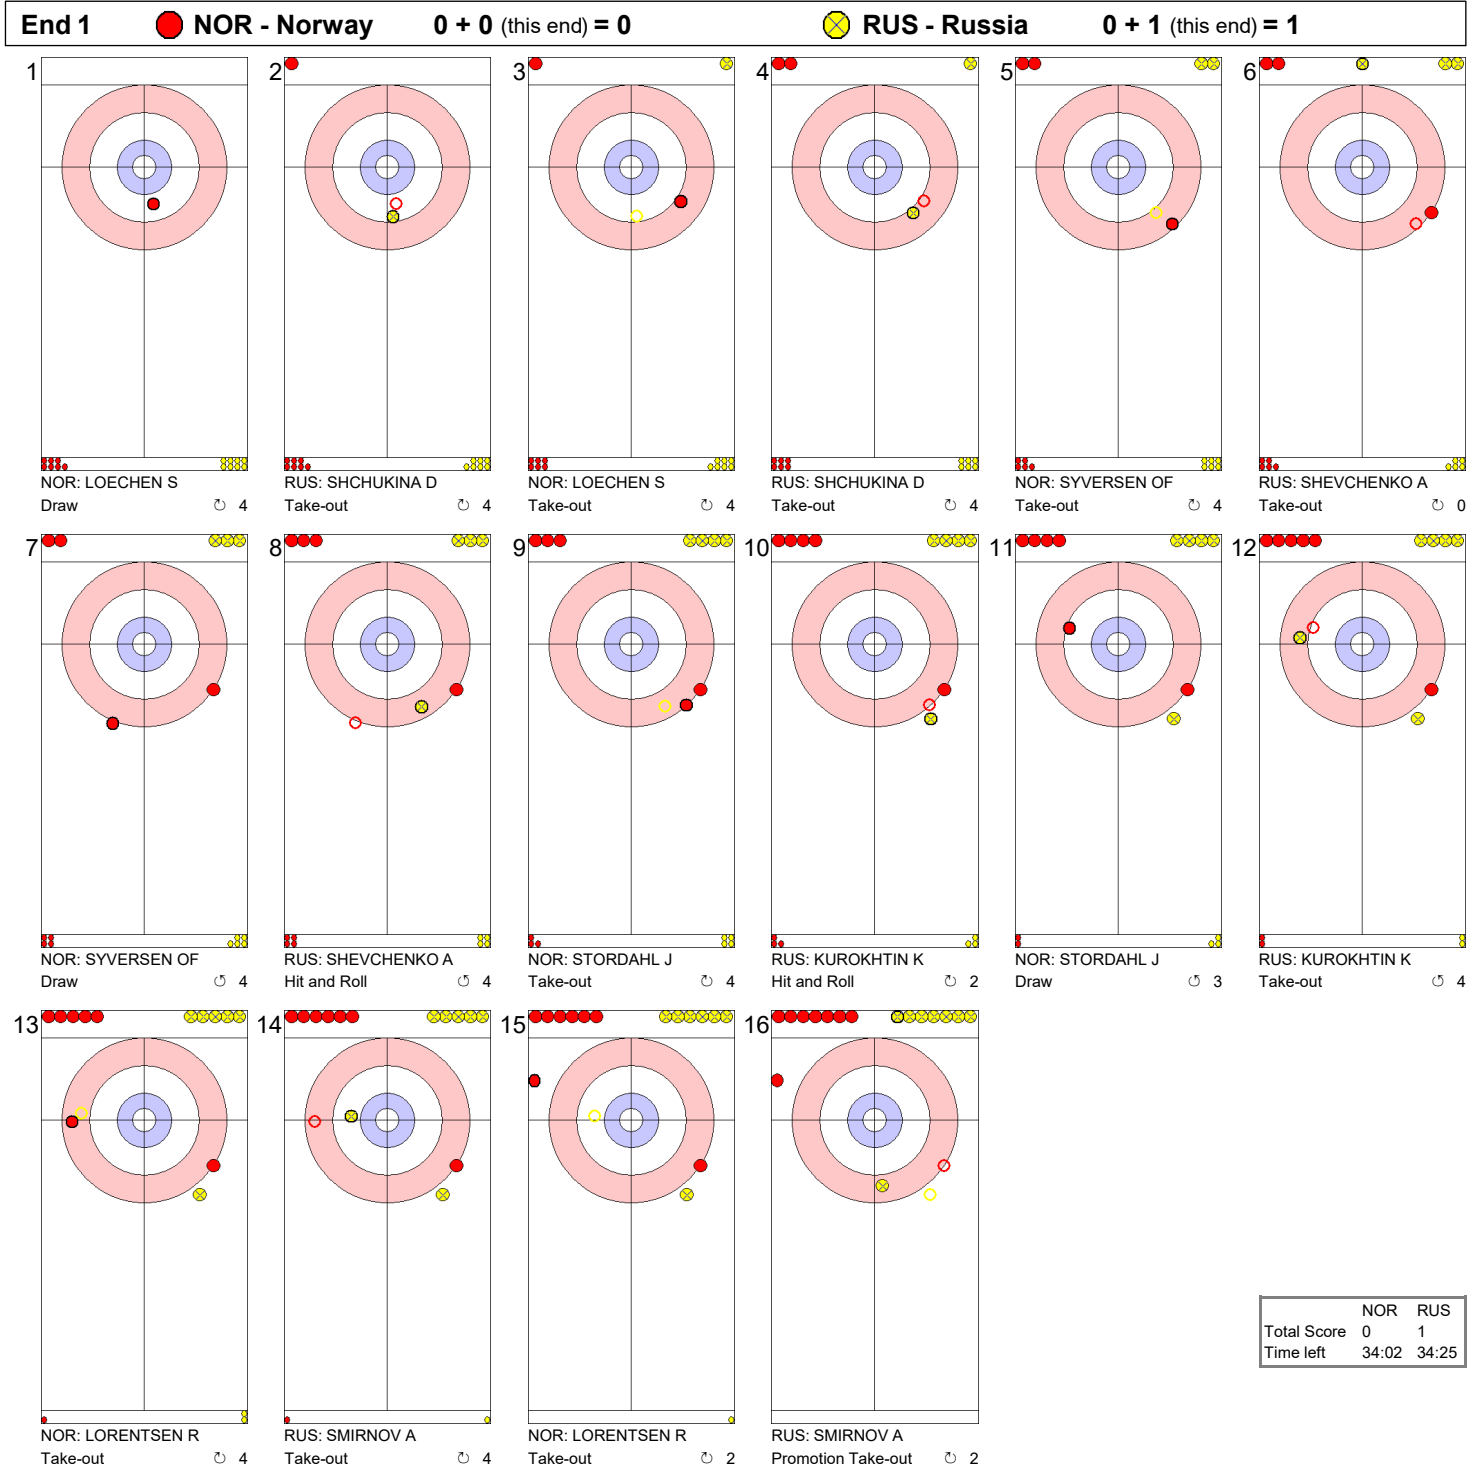 End 1 NOR - Norway 0 + 0 (this end) = 0 RUS - Russia 0 + 1 (this end) = 1
1 2 3 4 5 6
NOR: LOECHEN S RUS: SHCHUKINA D NOR: LOECHEN S RUS: SHCHUKINA D NOR: SYVERSEN OF RUS: SHEVCHENKO A
Draw ↻ 4 Take-out ↻ 4 Take-out ↻ 4 Take-out ↻ 4 Take-out ↻ 4 Take-out ↻ 0
7 8 9 10 11 12
NOR: SYVERSEN OF RUS: SHEVCHENKO A NOR: STORDAHL J RUS: KUROKHTIN K NOR: STORDAHL J RUS: KUROKHTIN K
Draw ↺ 4 Hit and Roll ↺ 4 Take-out ↻ 4 Hit and Roll ↻ 2 Draw ↺ 3 Take-out ↺ 4
13 14 15 16
NOR: LORENTSEN R RUS: SMIRNOV A NOR: LORENTSEN R RUS: SMIRNOV A
Take-out ↻ 4 Take-out ↻ 4 Take-out ↻ 2 Promotion Take-out ↻ 2
NOR RUS
Total Score 0 1
Time left 34:02 34:25